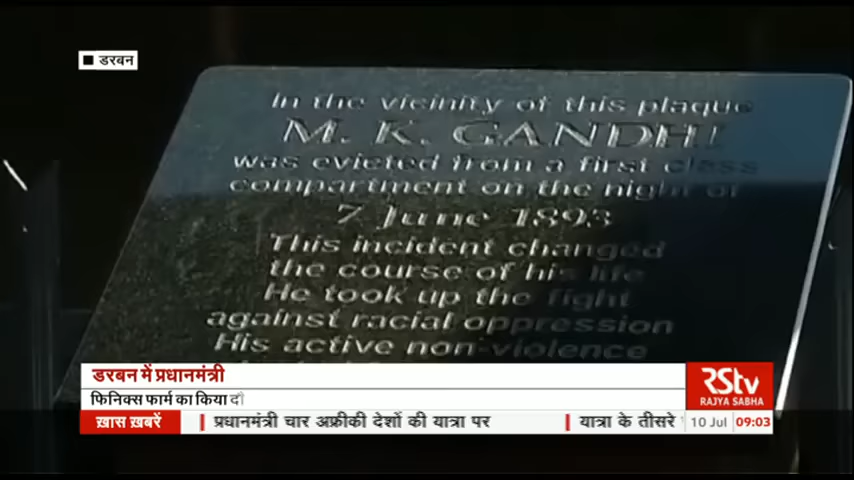 डरबन
In the vicinity of this plaque
M. K. GANDHI
was evicted from a first class
compartment on the night of
7 June 1893
This incident changed
the course of his life
He took up the fight
against racial oppression
His active non-violence
डरबन में प्रधानमंत्री
फिनिक्स फार्म का किया
RStv
RAJYA SABHA
ख़ास ख़बरें
प्रधानमंत्री चार अफ्रीकी देशों की यात्रा पर
यात्रा के तीसरे
10 Jul 09:03